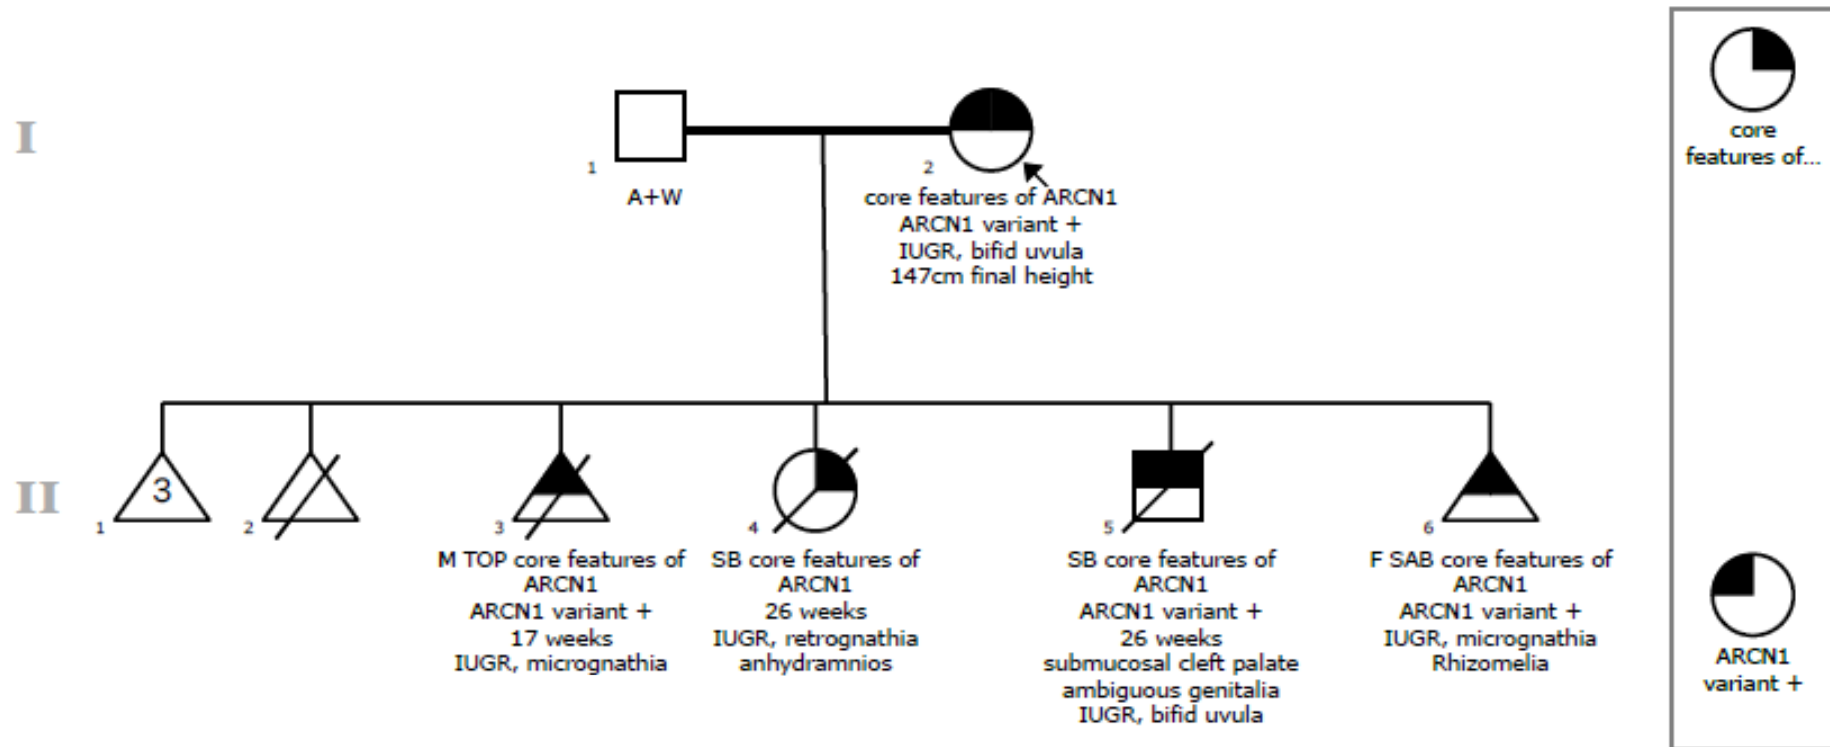 core
features of...
I
1
2
A+W
core features of ARCN1
ARCN1 variant +
IUGR, bifid uvula
147cm final height
II
3
1
2
3
4
5
6
M TOP core features of
ARCN1
ARCN1 variant +
17 weeks
IUGR, micrognathia
SB core features of
ARCN1
26 weeks
IUGR, retrognathia
anhydramnios
SB core features of
ARCN1
ARCN1 variant +
26 weeks
submucosal cleft palate
ambiguous genitalia
IUGR, bifid uvula
F SAB core features of
ARCN1
ARCN1 variant +
IUGR, micrognathia
Rhizomelia
ARCN1
variant +